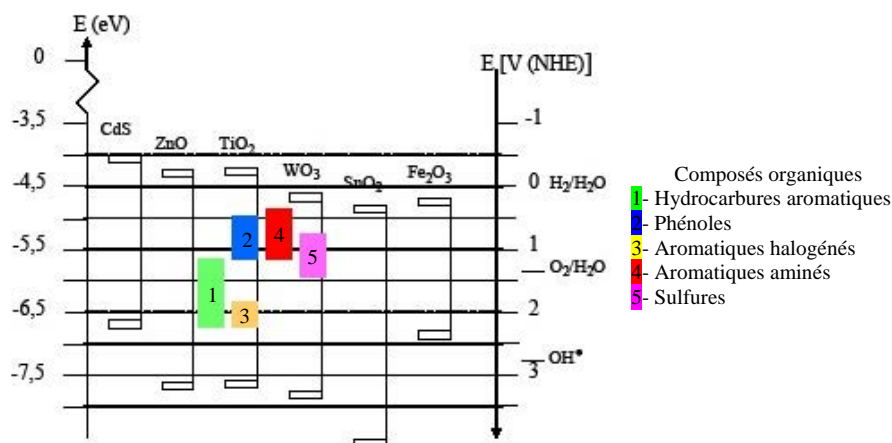 E (eV)
0
-3,5
-4,5
-5,5
-6,5
-7,5
CdS
ZnO
TiO₂
WO₃
SnO₂
Fe₂O₃
1
2
3
4
5
E [V (NHE)]
-1
0
1
2
3
H₂/H₂O
O₂/H₂O
OH•
Composés organiques
1- Hydrocarbures aromatiques
2- Phénoles
3- Aromatiques halogénés
4- Aromatiques aminés
5- Sulfures